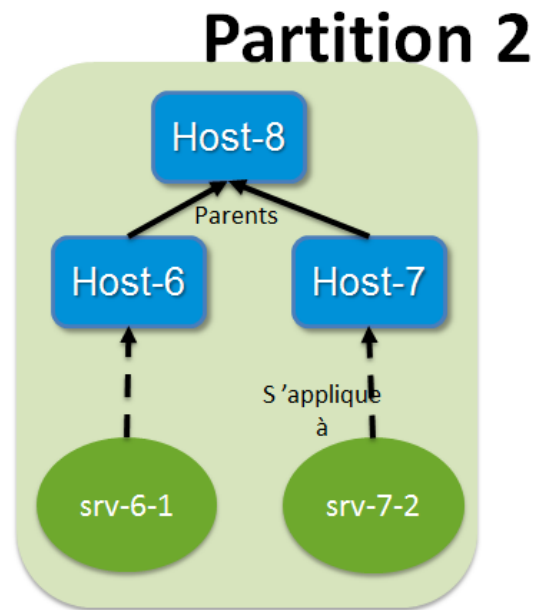 Partition 2
Host-8
Parents
Host-6
Host-7
S ’applique
à
srv-6-1
srv-7-2